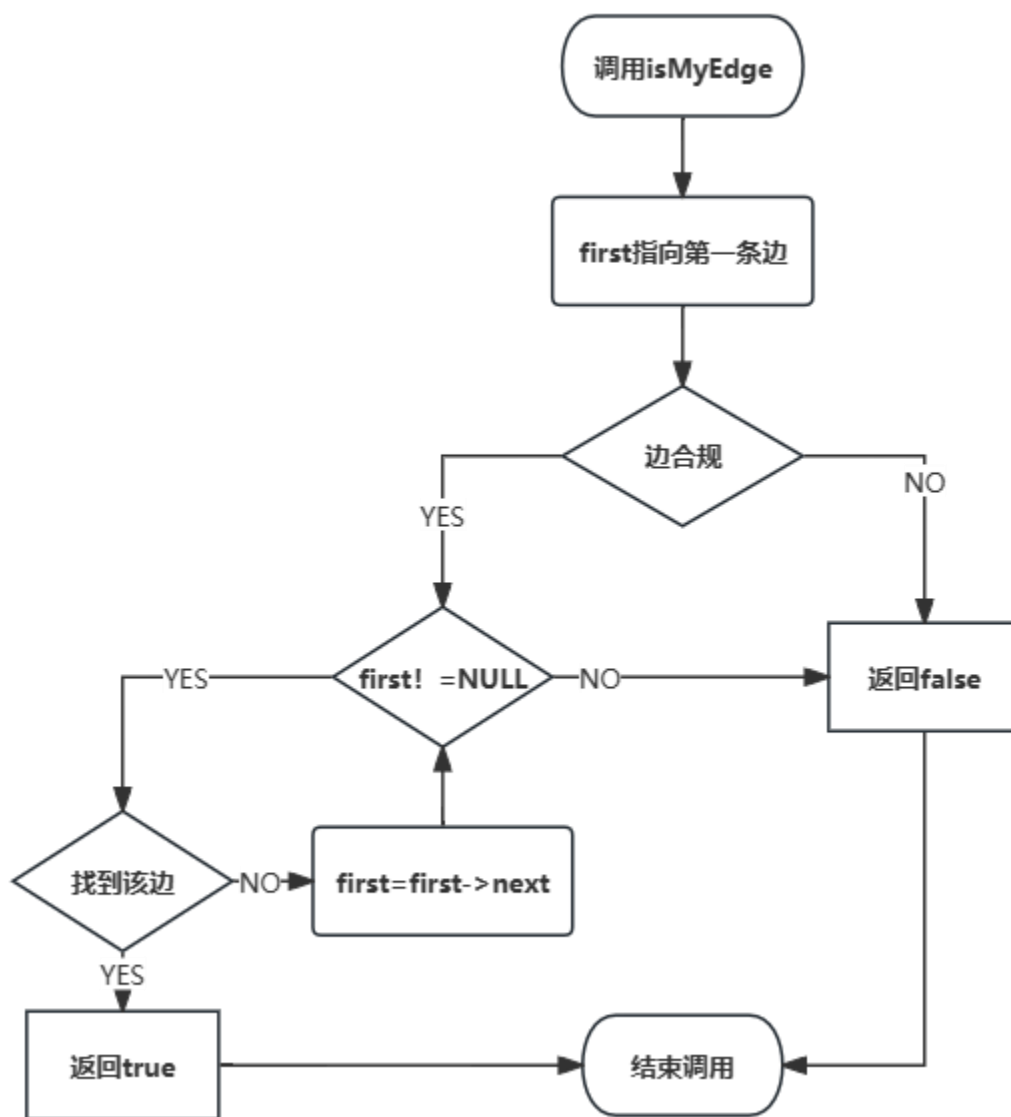 调用isMyEdge
first指向第一条边
边合规
YES
NO
first！=NULL
YES
NO
返回false
找到该边
NO
first=first->next
YES
返回true
结束调用